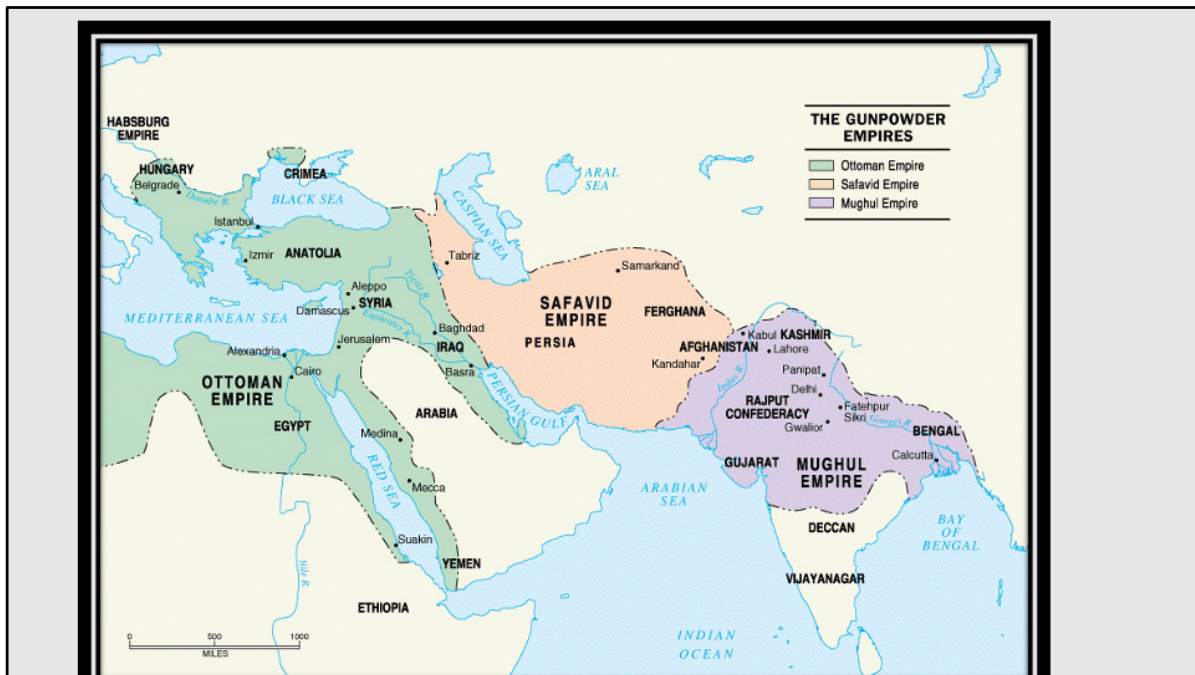 THE GUNPOWDER
EMPIRES
Ottoman Empire
Safavid Empire
Mughul Empire
HABSBURG
EMPIRE
HUNGARY
Belgrade
Danube R.
CRIMEA
BLACK SEA
Istanbul
Izmir
ANATOLIA
ARAL
SEA
CASPIAN SEA
Tabriz
Samarkand
Aleppo
SYRIA
Damascus
Tigris R.
Euphrates R.
MEDITERRANEAN SEA
SAFAVID
EMPIRE
PERSIA
FERGHANA
Baghdad
IRAQ
Basra
Jerusalem
Alexandria
Cairo
OTTOMAN
EMPIRE
EGYPT
ARABIA
PERSIAN GULF
AFGHANISTAN
Kandahar
Kabul
KASHMIR
Lahore
Panipat
Delhi
Indus R.
RAJPUT
CONFEDERACY
Fatehpur
Sikri
Gwalior
Ganges R.
BENGAL
Calcutta
GUJARAT
MUGHUL
EMPIRE
Medina
RED SEA
Mecca
Suakin
YEMEN
Nile R.
ETHIOPIA
ARABIAN
SEA
DECCAN
BAY
OF
BENGAL
VIJAYANAGAR
INDIAN
OCEAN
0 500 1000
MILES